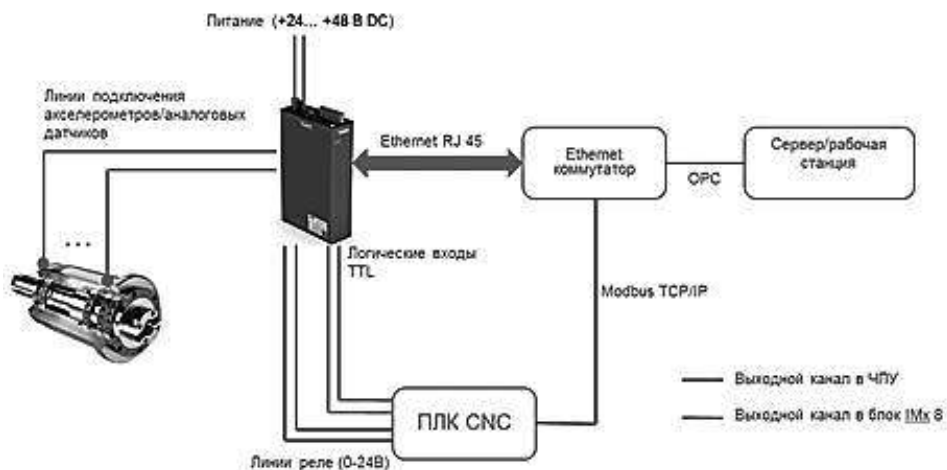 Питание (+24... +48 В DC)
Линии подключения
акселерометров/аналоговых
датчиков
Ethernet RJ 45
Ethernet
коммутатор
OPC
Сервер/рабочая
станция
...
Логические входы
TTL
Modbus TCP/IP
ПЛК CNC
Линии реле (0-24В)
Выходной канал в ЧПУ
Выходной канал в блок IMx 8